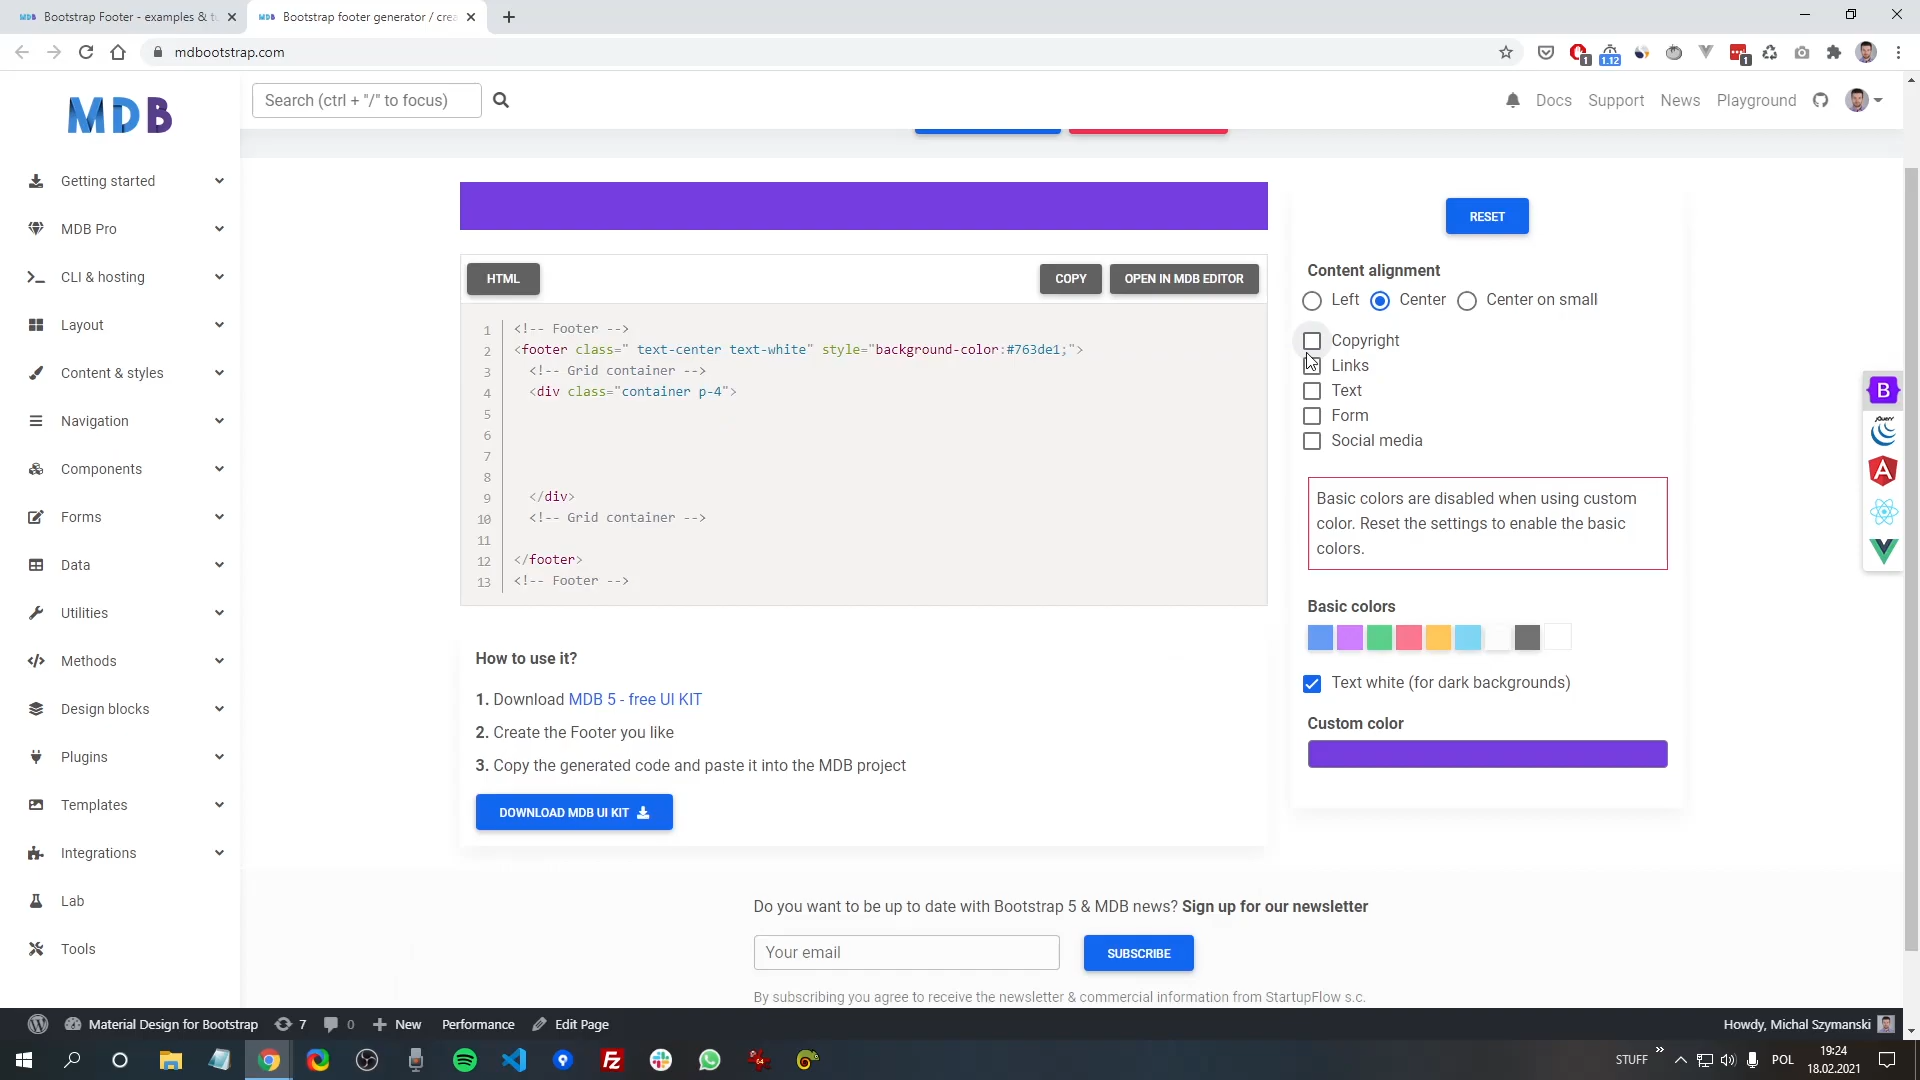 Bootstrap Footer - examples & tu
Bootstrap footer generator / crea
mdbootstrap.com
1
1.12
1
MDB
Search (ctrl + "/" to focus)
Docs
Support
News
Playground
Getting started
MDB Pro
CLI & hosting
Layout
Content & styles
Navigation
Components
Forms
Data
Utilities
Methods
Design blocks
Plugins
Templates
Integrations
Lab
Tools
HTML
COPY
OPEN IN MDB EDITOR
1 <!-- Footer -->
2 <footer class=" text-center text-white" style="background-color:#763de1;">
3 <!-- Grid container -->
4 <div class="container p-4">
5
6
7
8
9 </div>
10 <!-- Grid container -->
11
12 </footer>
13 <!-- Footer -->
How to use it?
1. Download MDB 5 - free UI KIT
2. Create the Footer you like
3. Copy the generated code and paste it into the MDB project
DOWNLOAD MDB UI KIT
RESET
Content alignment
Left Center Center on small
Copyright
Links
Text
Form
Social media
Basic colors are disabled when using custom
color. Reset the settings to enable the basic
colors.
Basic colors
Text white (for dark backgrounds)
Custom color
B
jQuery
A
Do you want to be up to date with Bootstrap 5 & MDB news? Sign up for our newsletter
Your email
SUBSCRIBE
By subscribing you agree to receive the newsletter & commercial information from StartupFlow s.c.
Material Design for Bootstrap 7 0 New Performance Edit Page
Howdy, Michal Szymanski
64
STUFF
POL
19:24
18.02.2021